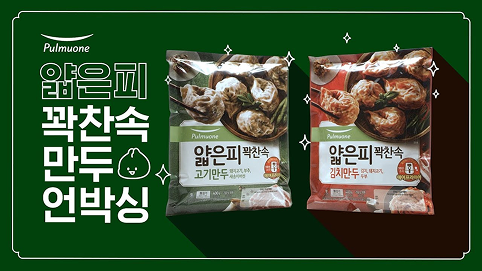 Pulmuone
얇은피
꽉찬속
만두
언박싱
Pulmuone
얇은피 꽉찬속
고기만두
Pulmuone
얇은피 꽉찬속
김치만두